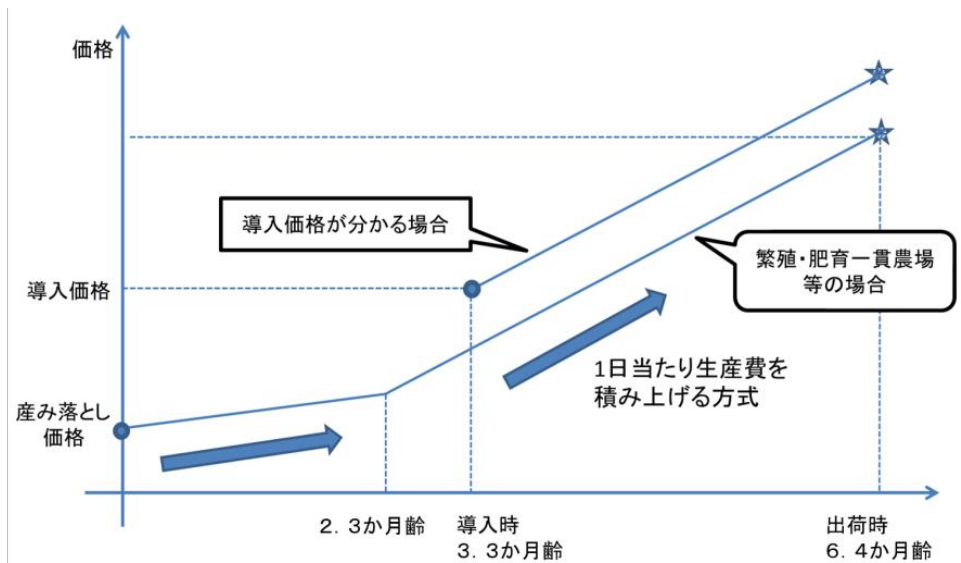 価格
導入価格が分かる場合
繁殖・肥育一貫農場
等の場合
導入価格
1日当たり生産費を
積み上げる方式
産み落とし
価格
2．3か月齢
導入時
3．3か月齢
出荷時
6．4か月齢